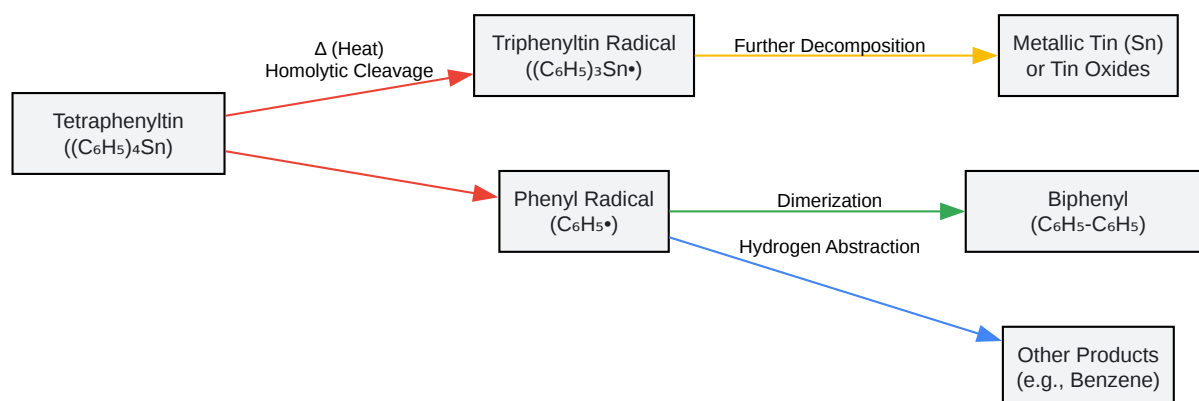 Δ (Heat)
Homolytic Cleavage
Tetraphenyltin
((C₆H₅)₄Sn)
Triphenyltin Radical
((C₆H₅)₃Sn•)
Further Decomposition
Metallic Tin (Sn)
or Tin Oxides
Phenyl Radical
(C₆H₅•)
Dimerization
Biphenyl
(C₆H₅-C₆H₅)
Hydrogen Abstraction
Other Products
(e.g., Benzene)